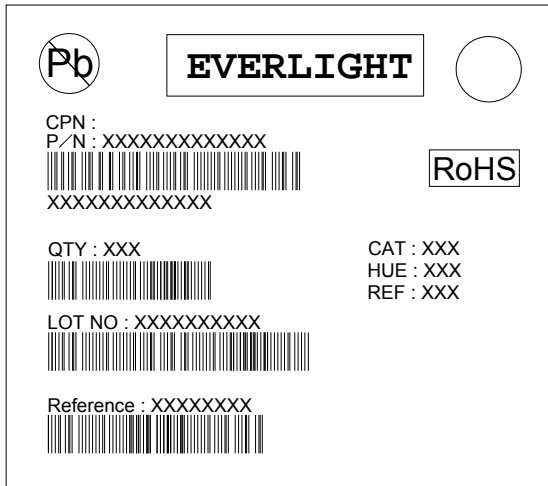 Pb
EVERLIGHT
CPN :
P/N : XXXXXXXXXXXXX
RoHS
XXXXXXXXXXXXX
QTY : XXX
CAT : XXX
HUE : XXX
REF : XXX
LOT NO : XXXXXXXXXX
Reference : XXXXXXXX